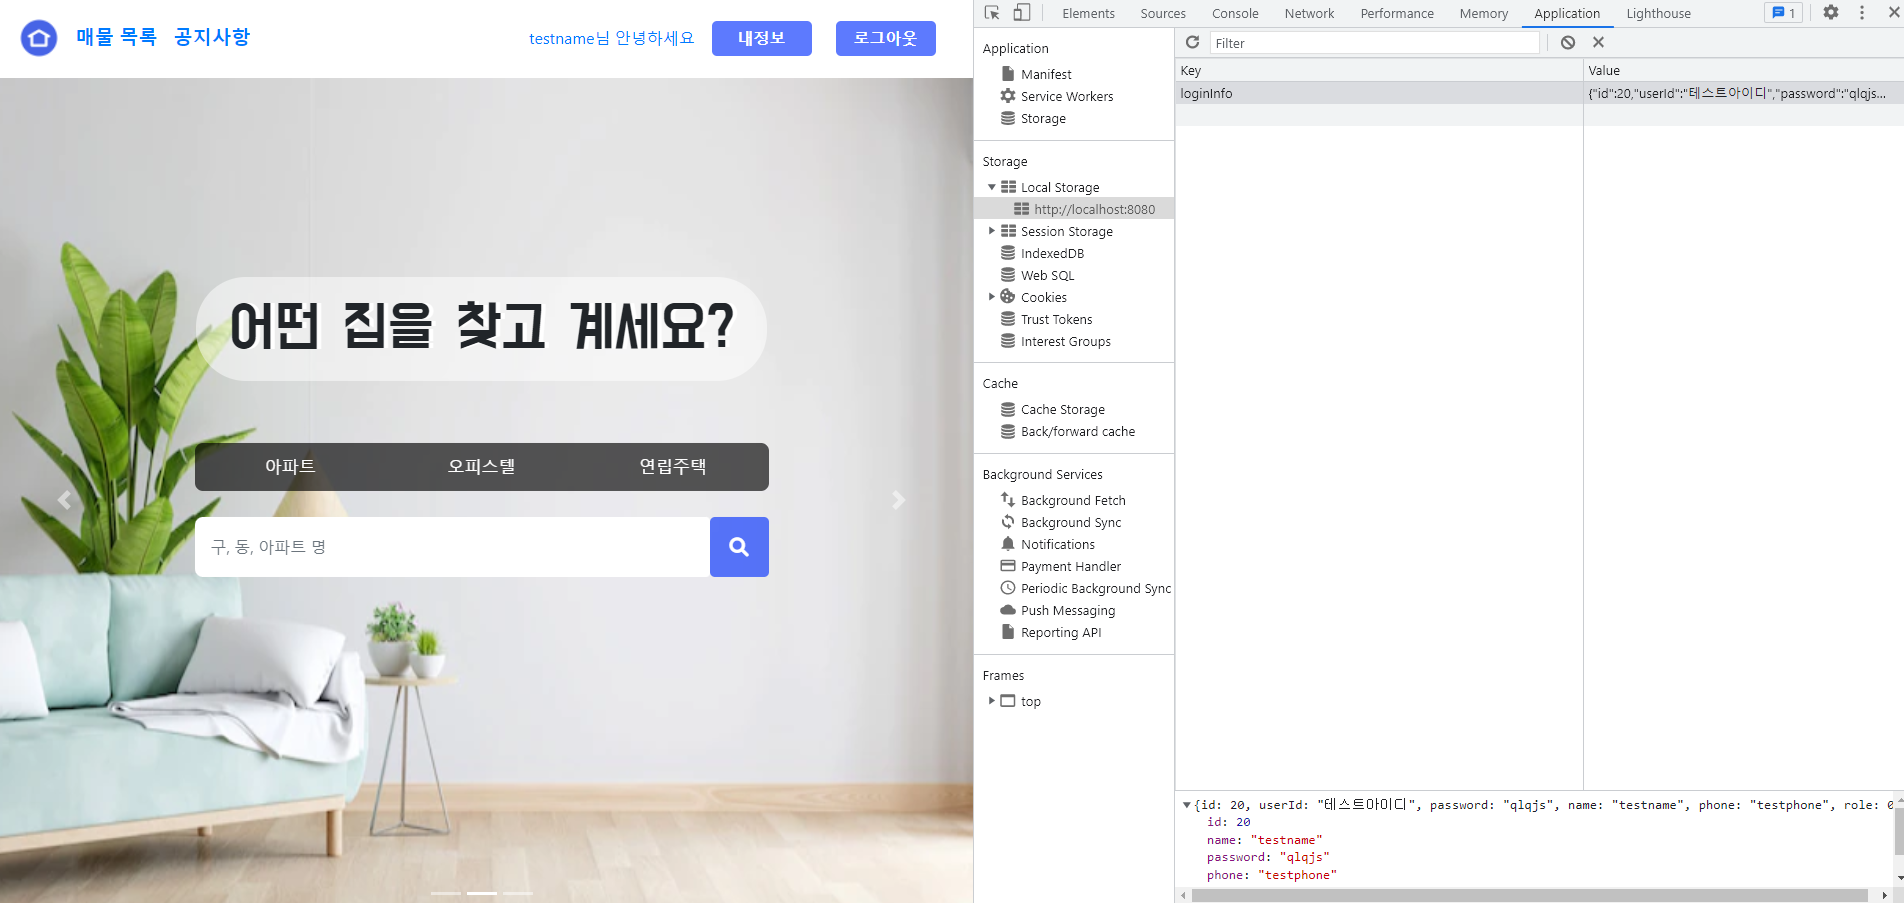 매물 목록 공지사항 testname님 안녕하세요 내정보 로그아웃
어떤 집을 찾고 계세요?
아파트 오피스텔 연립주택
구, 동, 아파트 명
Elements Sources Console Network Performance Memory Application Lighthouse 1
Application
Manifest
Service Workers
Storage
Storage
Local Storage
http://localhost:8080
Session Storage
IndexedDB
Web SQL
Cookies
Trust Tokens
Interest Groups
Cache
Cache Storage
Back/forward cache
Background Services
Background Fetch
Background Sync
Notifications
Payment Handler
Periodic Background Sync
Push Messaging
Reporting API
Frames
top
Filter
Key Value
loginInfo {"id":20,"userId":"테스트아이디","password":"qlqjs...
{id: 20, userId: "테스트아이디", password: "qlqjs", name: "testname", phone: "testphone", role: 0
id: 20
name: "testname"
password: "qlqjs"
phone: "testphone"